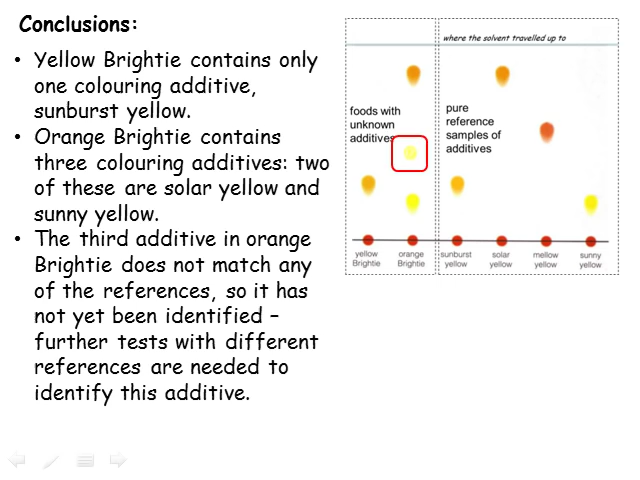 Conclusions:
• Yellow Brightie contains only
one colouring additive,
sunburst yellow.
• Orange Brightie contains
three colouring additives: two
of these are solar yellow and
sunny yellow.
• The third additive in orange
Brightie does not match any
of the references, so it has
not yet been identified –
further tests with different
references are needed to
identify this additive.
where the solvent travelled up to
foods with
unknown
additives
pure
reference
samples of
additives
yellow
Brightie
orange
Brightie
sunburst
yellow
solar
yellow
mellow
yellow
sunny
yellow